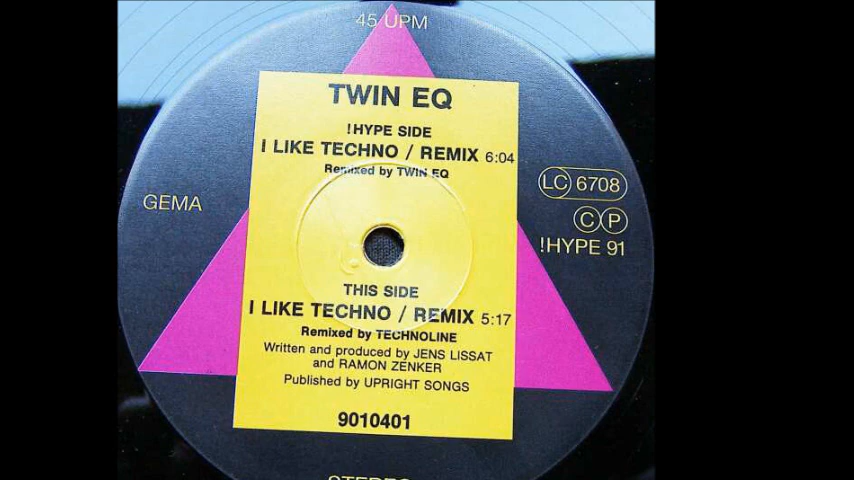 45 UPM
TWIN EQ
!HYPE SIDE
I LIKE TECHNO / REMIX 6:04
Remixed by TWIN EQ
LC 6708
GEMA
C P
!HYPE 91
THIS SIDE
I LIKE TECHNO / REMIX 5:17
Remixed by TECHNOLINE
Written and produced by JENS LISSAT
and RAMON ZENKER
Published by UPRIGHT SONGS
9010401
STEREO